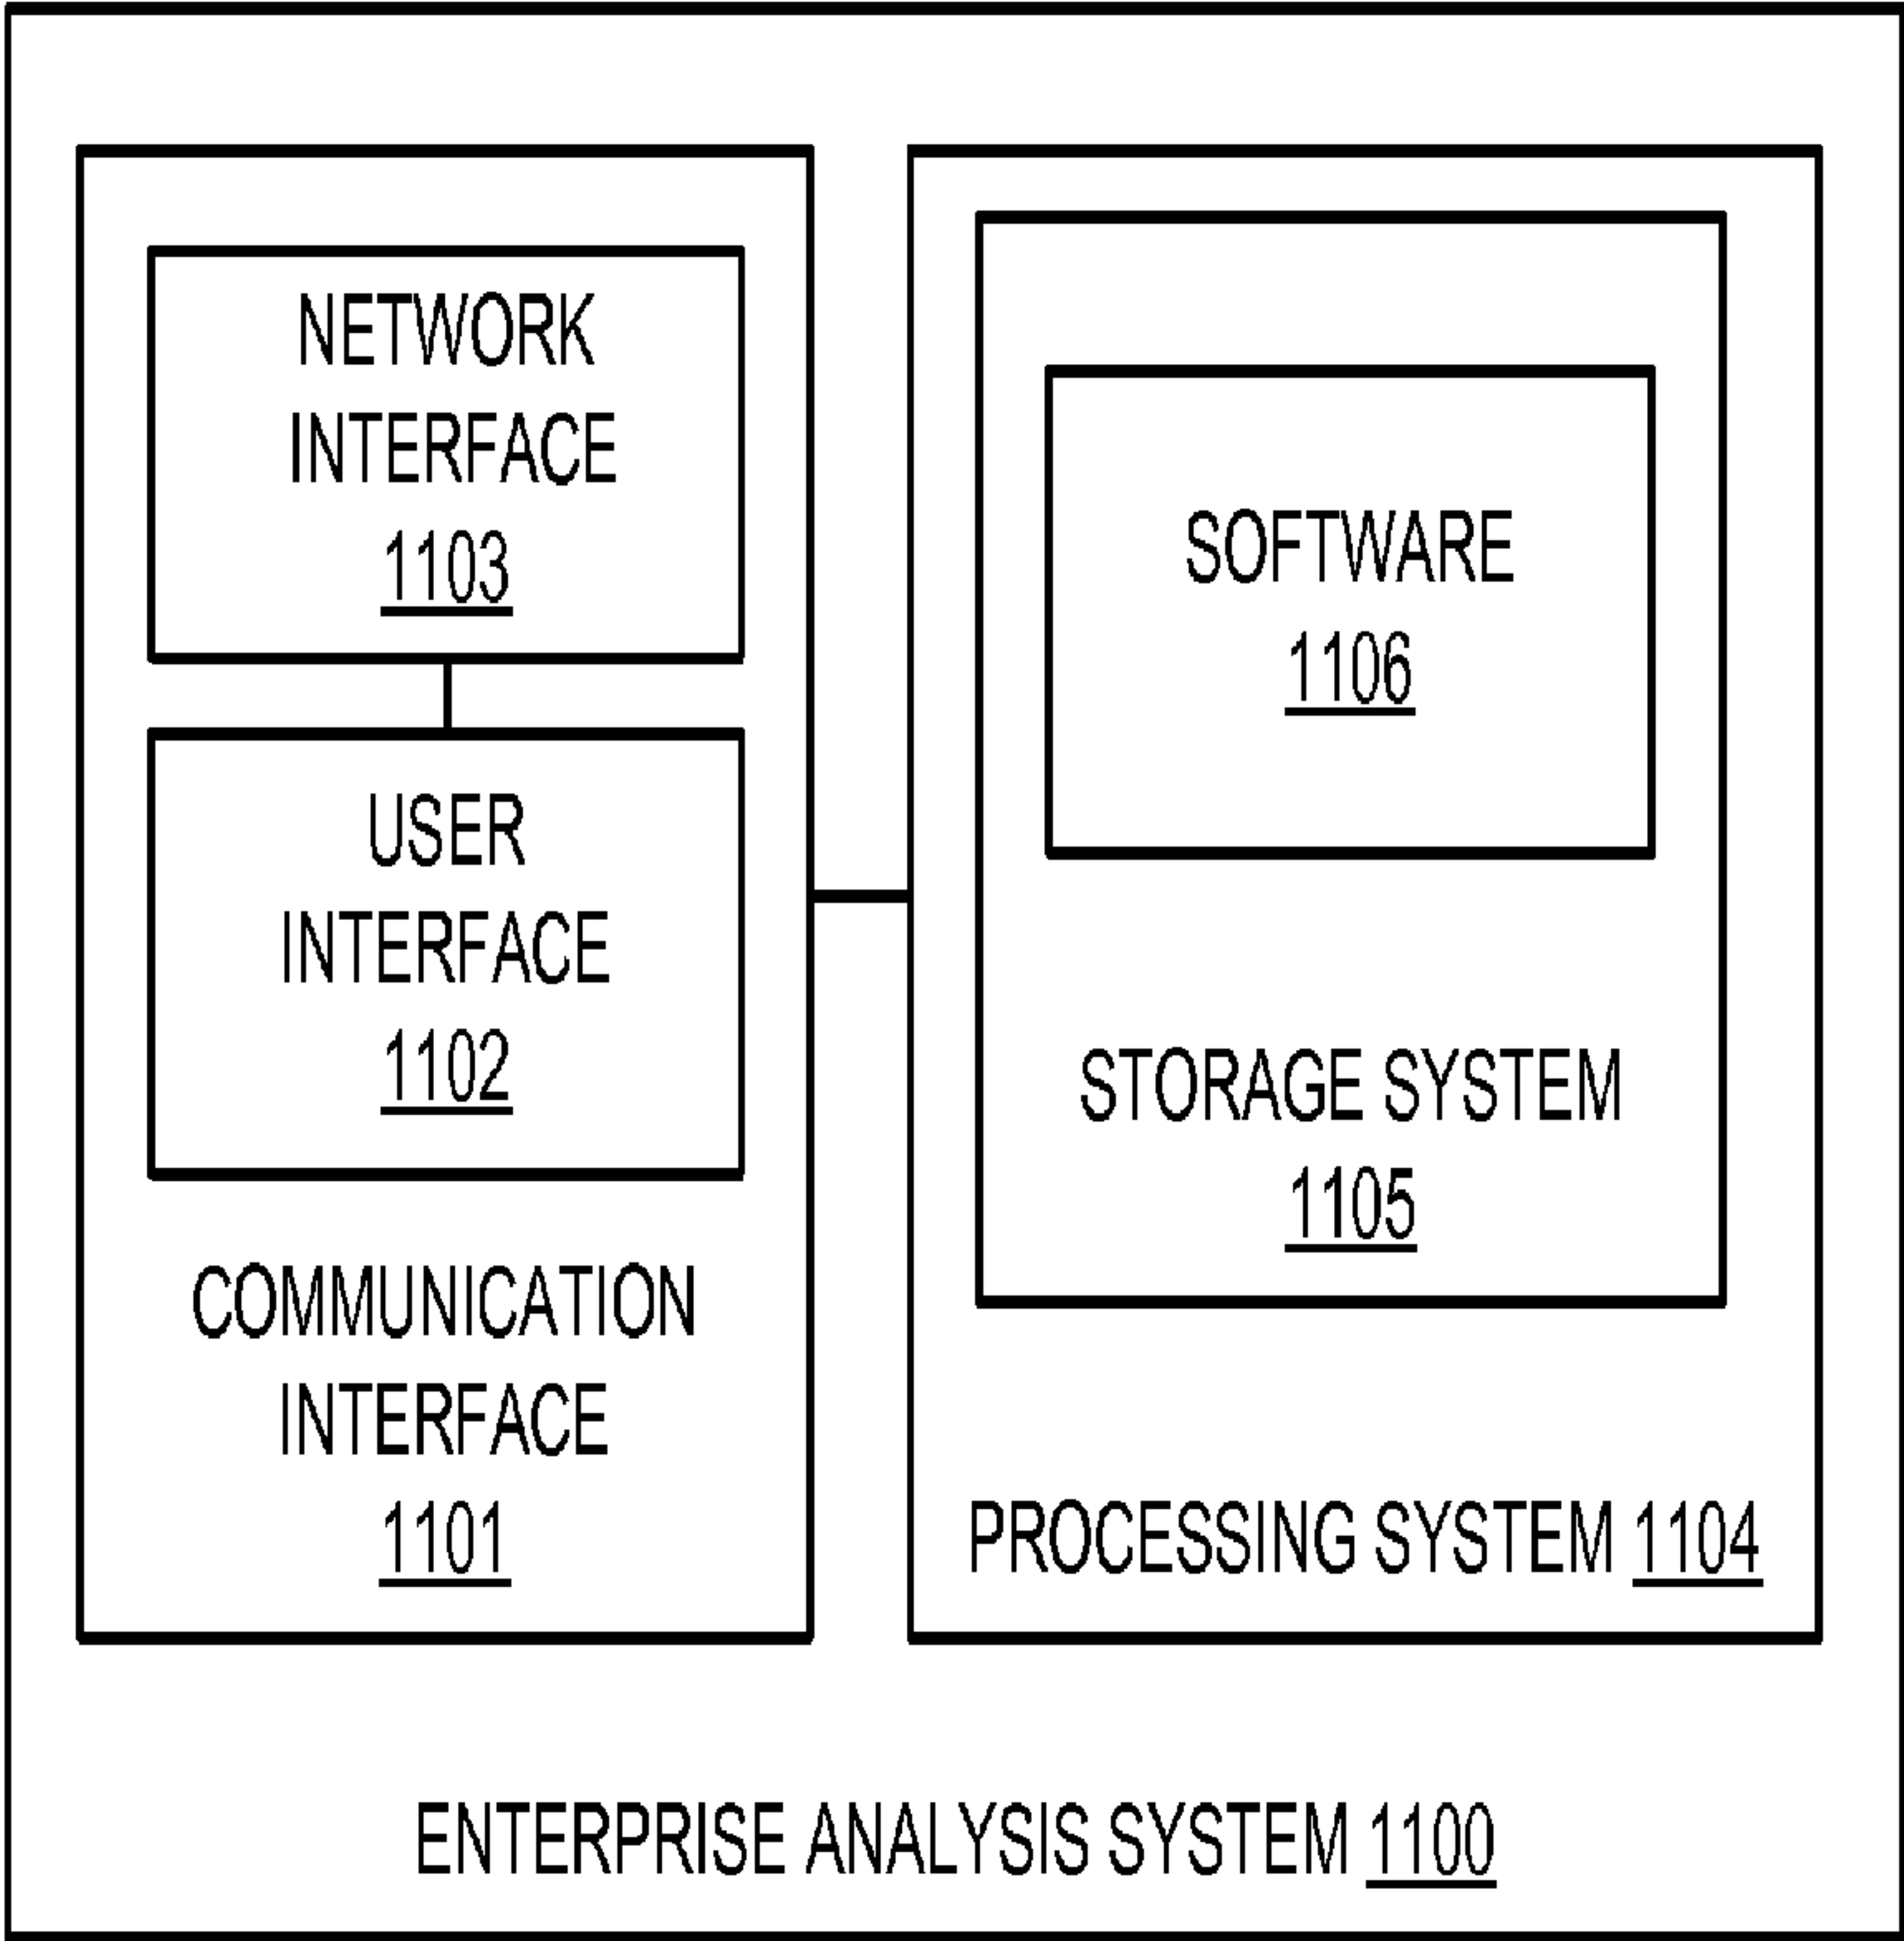 NETWORK
INTERFACE
1103
USER
INTERFACE
1102
COMMUNICATION
INTERFACE
1101
SOFTWARE
1106
STORAGE SYSTEM
1105
PROCESSING SYSTEM 1104
ENTERPRISE ANALYSIS SYSTEM 1100